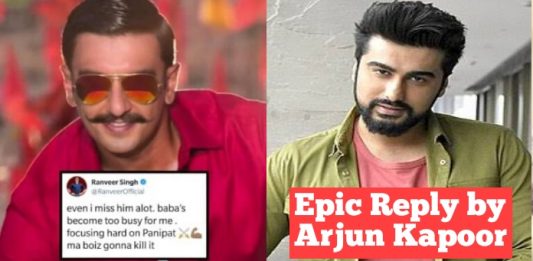 Ranveer Singh
@RanveerOfficial
even i miss him alot. baba's
become too busy for me .
focusing hard on Panipat ⚔️💪🏽
ma boiz gonna kill it
Epic Reply by
Arjun Kapoor